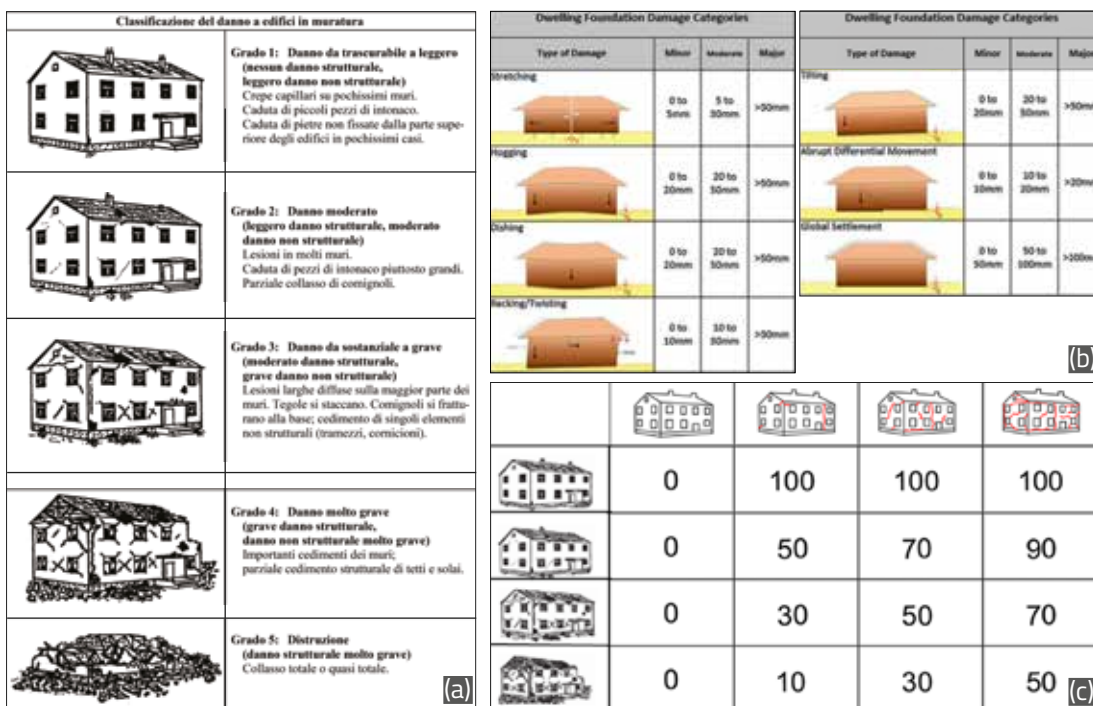 Classificazione del danno a edifici in muratura
Grado 1: Danno da trascurabile a leggero
(nessun danno strutturale,
leggero danno non strutturale)
Crepe capillari su pochissimi muri.
Caduta di piccoli pezzi di intonaco.
Caduta di pietre non fissate dalla parte supe-
riore degli edifici in pochissimi casi.
Grado 2: Danno moderato
(leggero danno strutturale, moderato
danno non strutturale)
Lesioni in molti muri.
Caduta di pezzi di intonaco piuttosto grandi.
Parziale collasso di comignoli.
Grado 3: Danno da sostanziale a grave
(moderato danno strutturale,
grave danno non strutturale)
Lesioni larghe diffuse sulla maggior parte dei
muri. Tegole si staccano. Comignoli si frattu-
rano alla base; cedimento di singoli elementi
non strutturali (tramezzi, cornicioni).
Grado 4: Danno molto grave
(grave danno strutturale,
danno non strutturale molto grave)
Importanti cedimenti dei muri;
parziale cedimento strutturale di tetti e solai.
Grado 5: Distruzione
(danno strutturale molto grave)
Collasso totale o quasi totale.
(a)
Dwelling Foundation Damage Categories
Type of Damage Minor Moderate Major
Stretching
0 to 5mm 5 to 30mm >30mm
Hogging
0 to 20mm 20 to 50mm >50mm
Dishing
0 to 20mm 20 to 50mm >50mm
Racking/Twisting
0 to 10mm 10 to 30mm >30mm
Dwelling Foundation Damage Categories
Type of Damage Minor Moderate Major
Tilting
0 to 20mm 20 to 50mm >50mm
Abrupt Differential Movement
0 to 10mm 10 to 20mm >20mm
Global Settlement
0 to 50mm 50 to 100mm >100mm
(b)
0 100 100 100
0 50 70 90
0 30 50 70
0 10 30 50
(c)